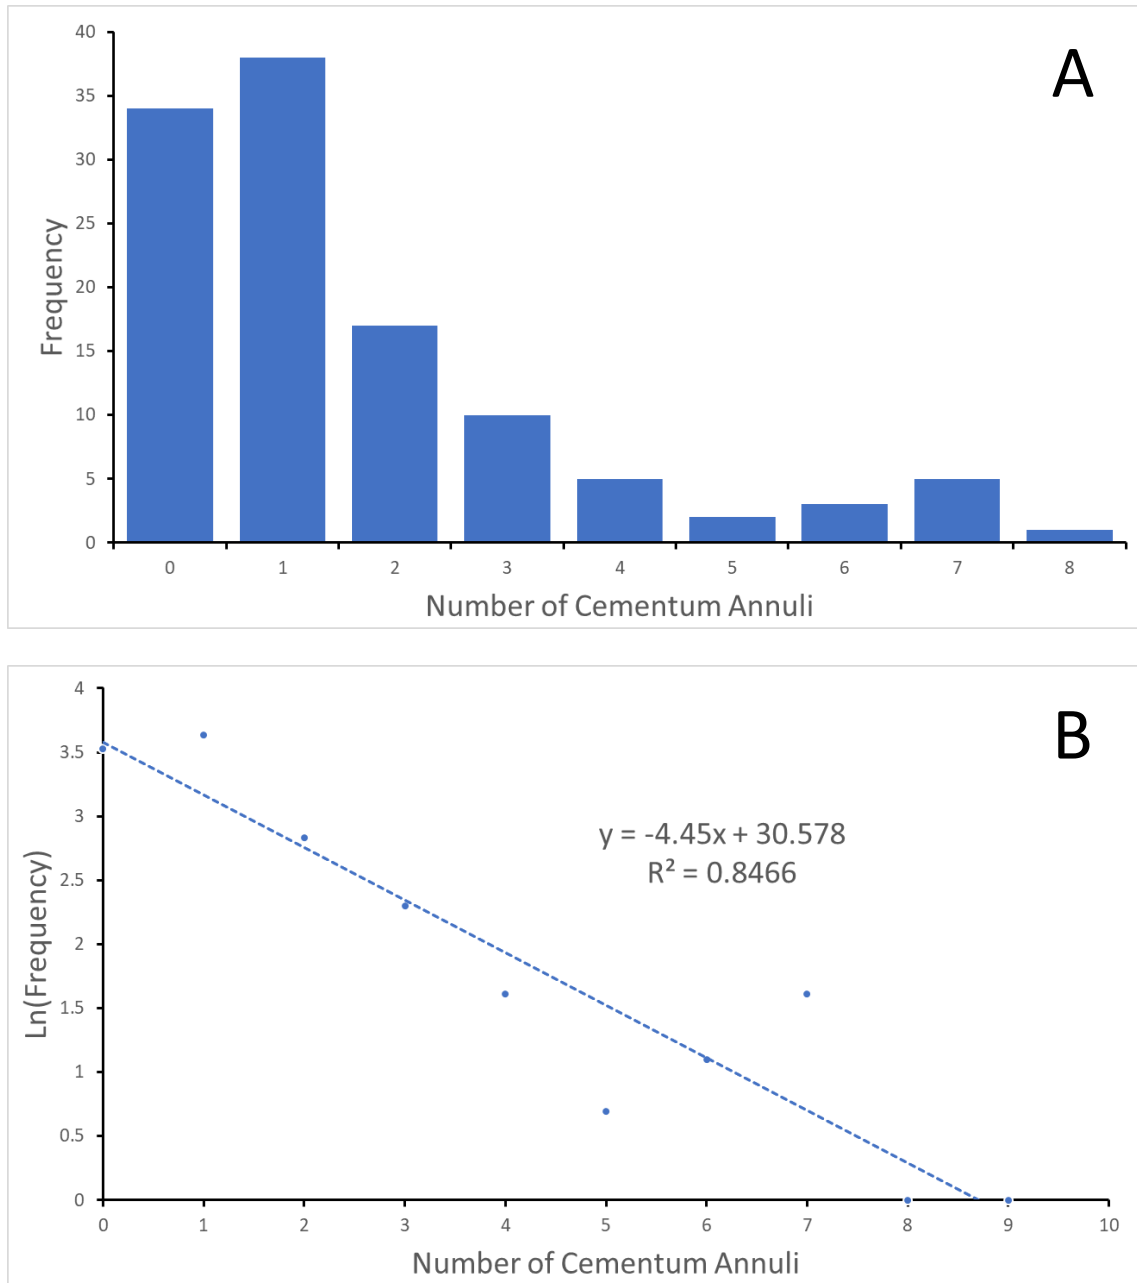 A
40
35
30
25
20
15
10
5
0
Frequency
0 1 2 3 4 5 6 7 8
Number of Cementum Annuli
B
4
3.5
3
2.5
2
1.5
1
0.5
0
Ln(Frequency)
y = -4.45x + 30.578
R² = 0.8466
0 1 2 3 4 5 6 7 8 9 10
Number of Cementum Annuli